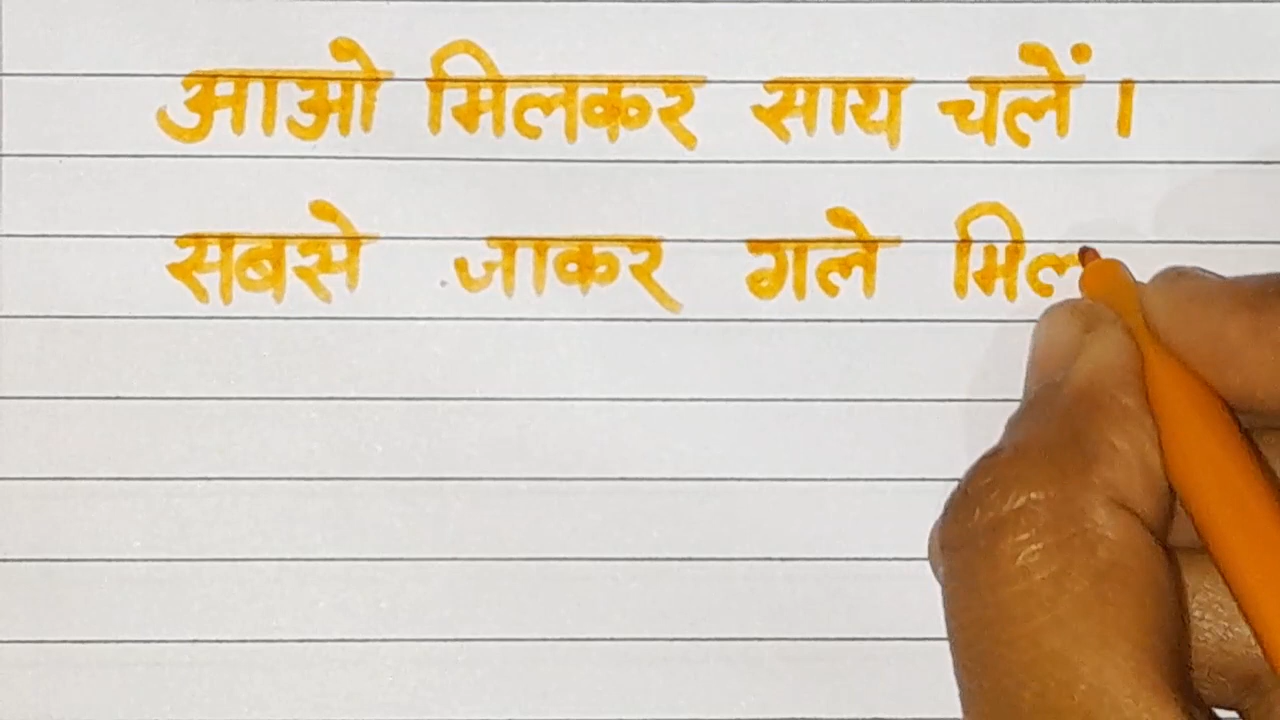 आओ मिलकर साथ चलें ।
सबसे जाकर गले मिल